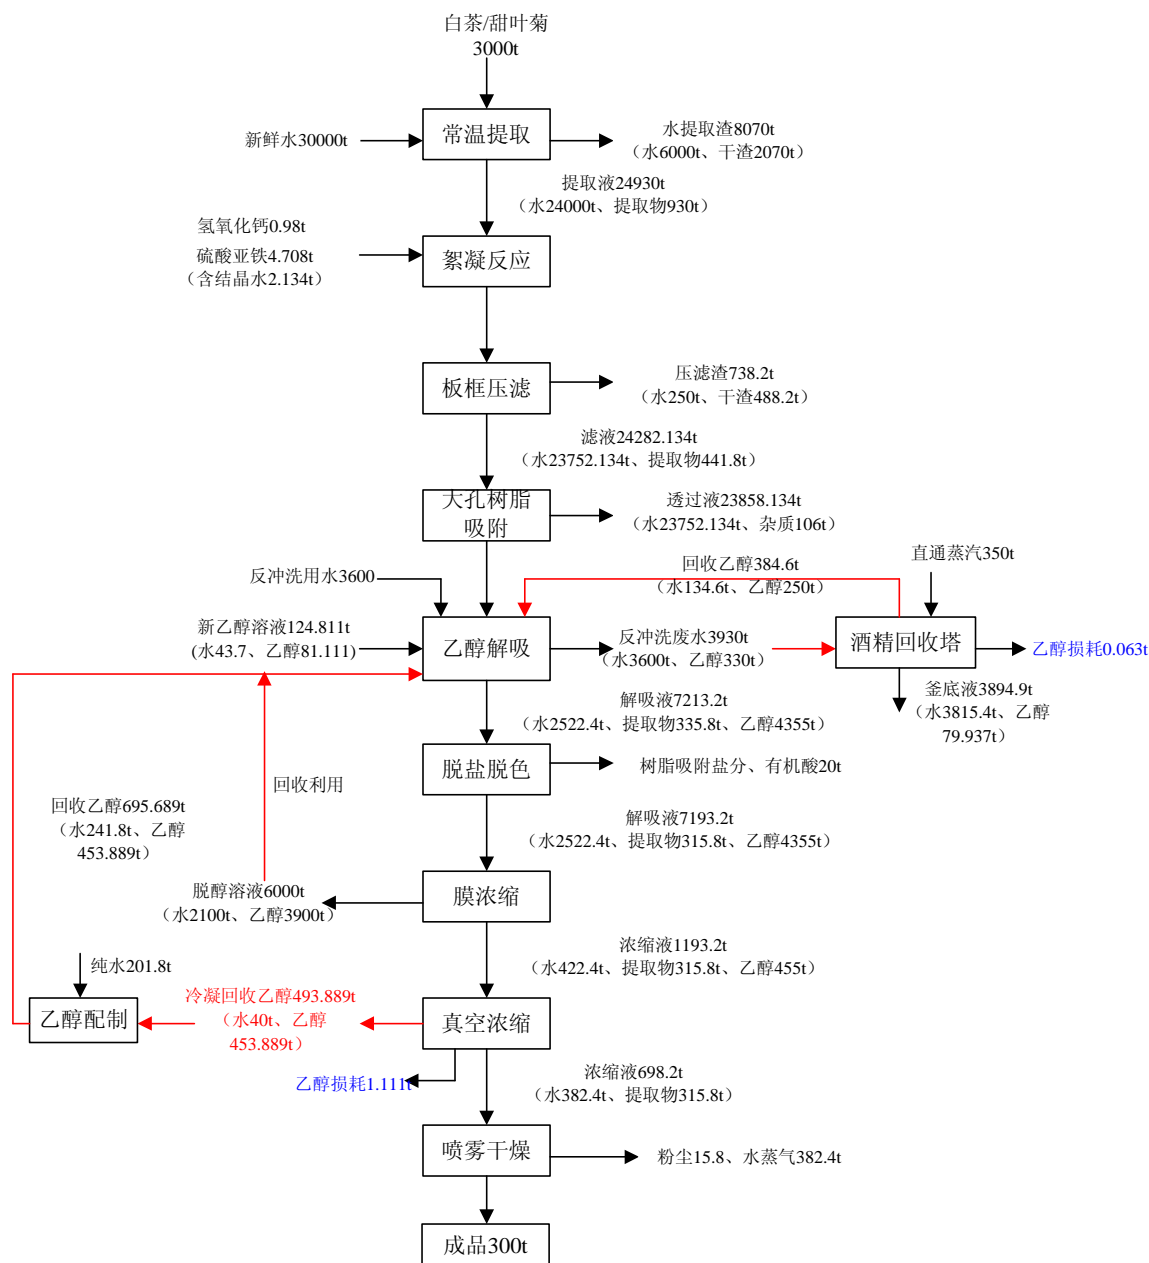 白茶/甜叶菊
3000t
新鲜水30000t
常温提取
水提取渣8070t
（水6000t、干渣2070t）
提取液24930t
（水24000t、提取物930t）
氢氧化钙0.98t
硫酸亚铁4.708t
（含结晶水2.134t）
絮凝反应
板框压滤
压滤渣738.2t
（水250t、干渣488.2t）
滤液24282.134t
（水23752.134t、提取物441.8t）
大孔树脂
吸附
透过液23858.134t
（水23752.134t、杂质106t）
直通蒸汽350t
回收乙醇384.6t
（水134.6t、乙醇250t）
反冲洗用水3600
新乙醇溶液124.811t
(水43.7、乙醇81.111)
乙醇解吸
反冲洗废水3930t
（水3600t、乙醇330t）
酒精回收塔
乙醇损耗0.063t
釜底液3894.9t
（水3815.4t、乙醇
79.937t）
解吸液7213.2t
（水2522.4t、提取物335.8t、乙醇4355t）
脱盐脱色
树脂吸附盐分、有机酸20t
回收利用
回收乙醇695.689t
（水241.8t、乙醇
453.889t）
解吸液7193.2t
（水2522.4t、提取物315.8t、乙醇4355t）
脱醇溶液6000t
（水2100t、乙醇3900t）
膜浓缩
浓缩液1193.2t
（水422.4t、提取物315.8t、乙醇455t）
纯水201.8t
乙醇配制
冷凝回收乙醇493.889t
（水40t、乙醇
453.889t）
真空浓缩
乙醇损耗1.111t
浓缩液698.2t
（水382.4t、提取物315.8t）
喷雾干燥
粉尘15.8、水蒸气382.4t
成品300t